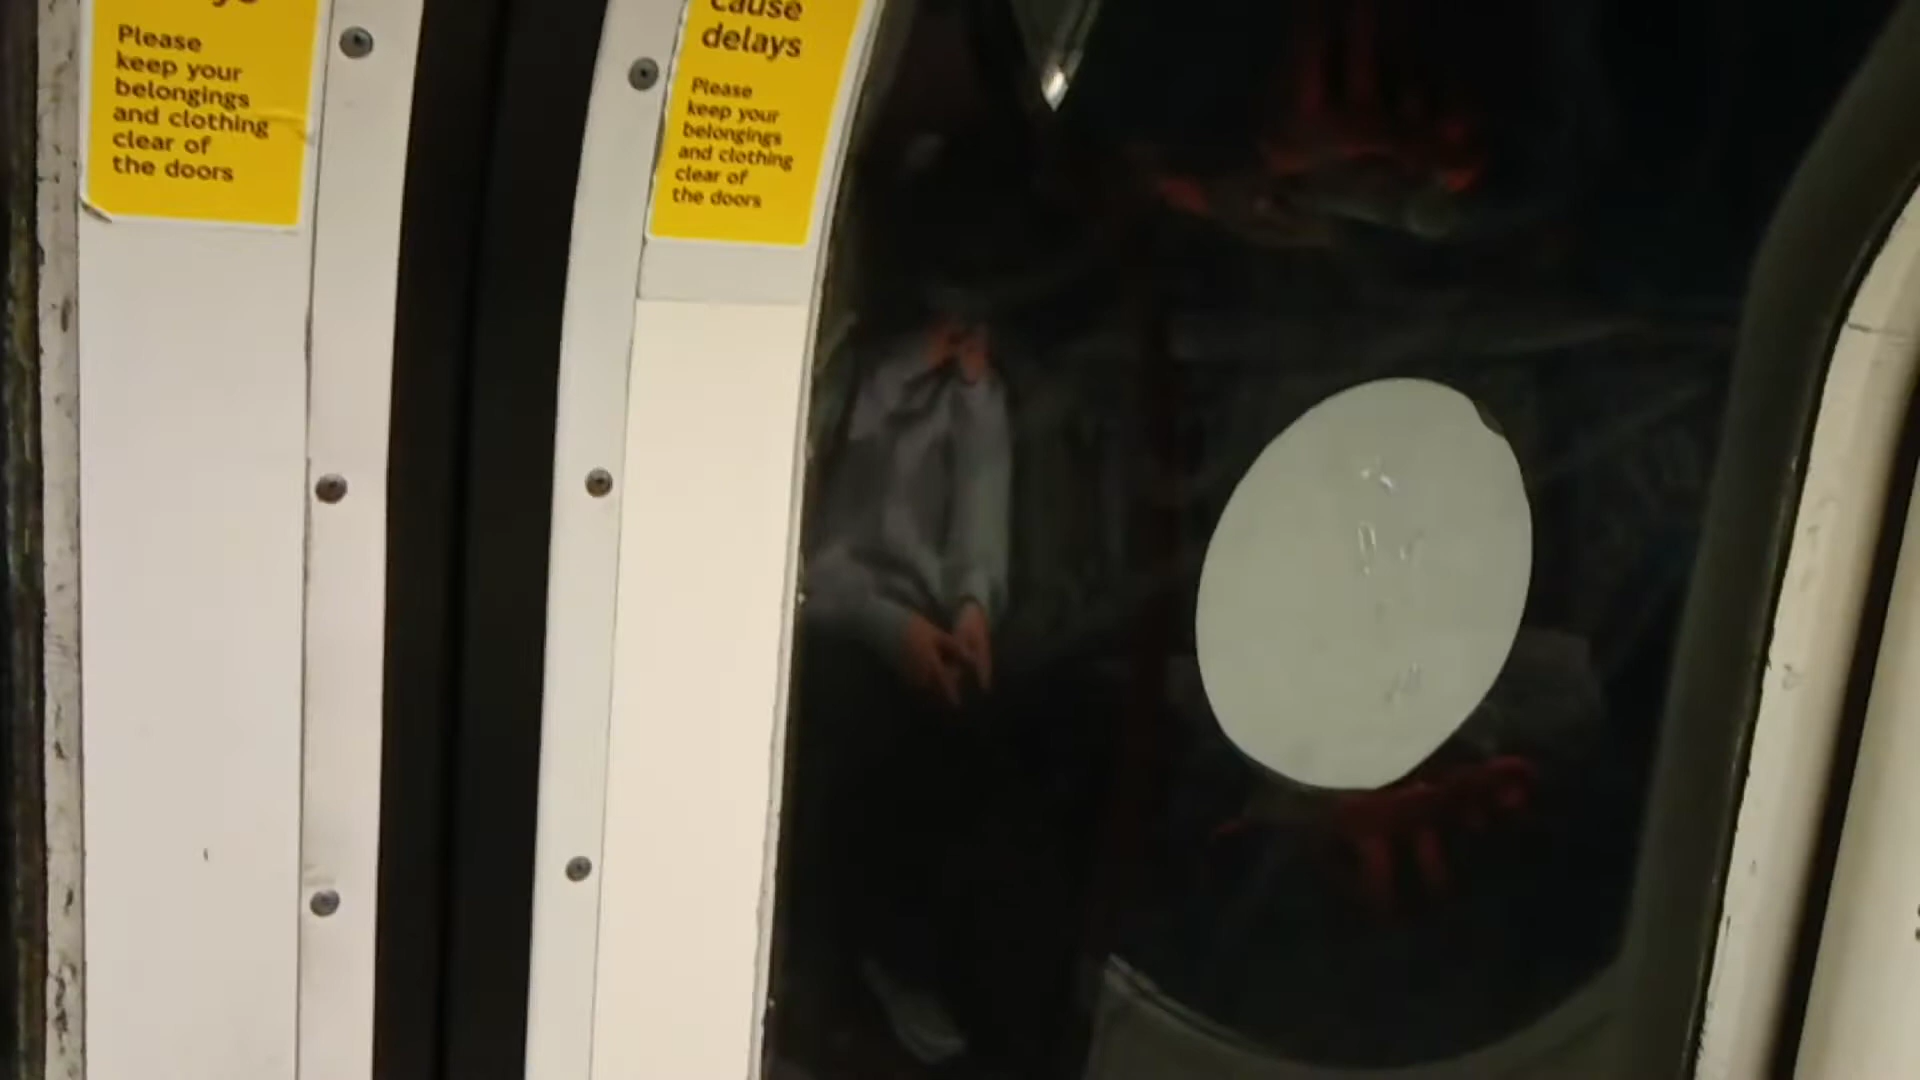 Please
keep your
belongings
and clothing
clear of
the doors
cause
delays
Please
keep your
belongings
and clothing
clear of
the doors